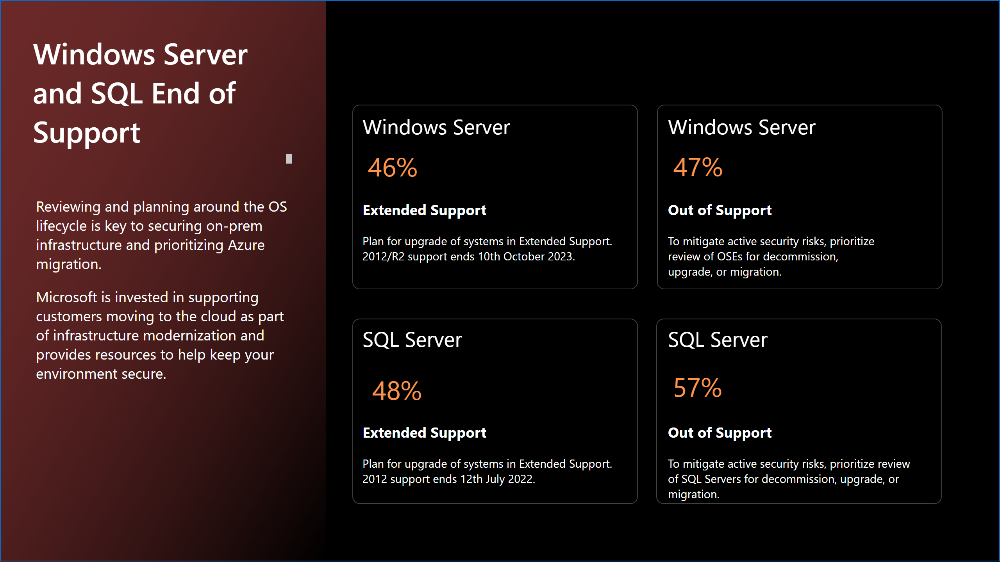 Windows Server
and SQL End of
Support
Reviewing and planning around the OS
lifecycle is key to securing on-prem
infrastructure and prioritizing Azure
migration.
Microsoft is invested in supporting
customers moving to the cloud as part
of infrastructure modernization and
provides resources to help keep your
environment secure.
Windows Server
46%
Extended Support
Plan for upgrade of systems in Extended Support.
2012/R2 support ends 10th October 2023.
Windows Server
47%
Out of Support
To mitigate active security risks, prioritize
review of OSEs for decommission,
upgrade, or migration.
SQL Server
48%
Extended Support
Plan for upgrade of systems in Extended Support.
2012 support ends 12th July 2022.
SQL Server
57%
Out of Support
To mitigate active security risks, prioritize review
of SQL Servers for decommission, upgrade, or
migration.